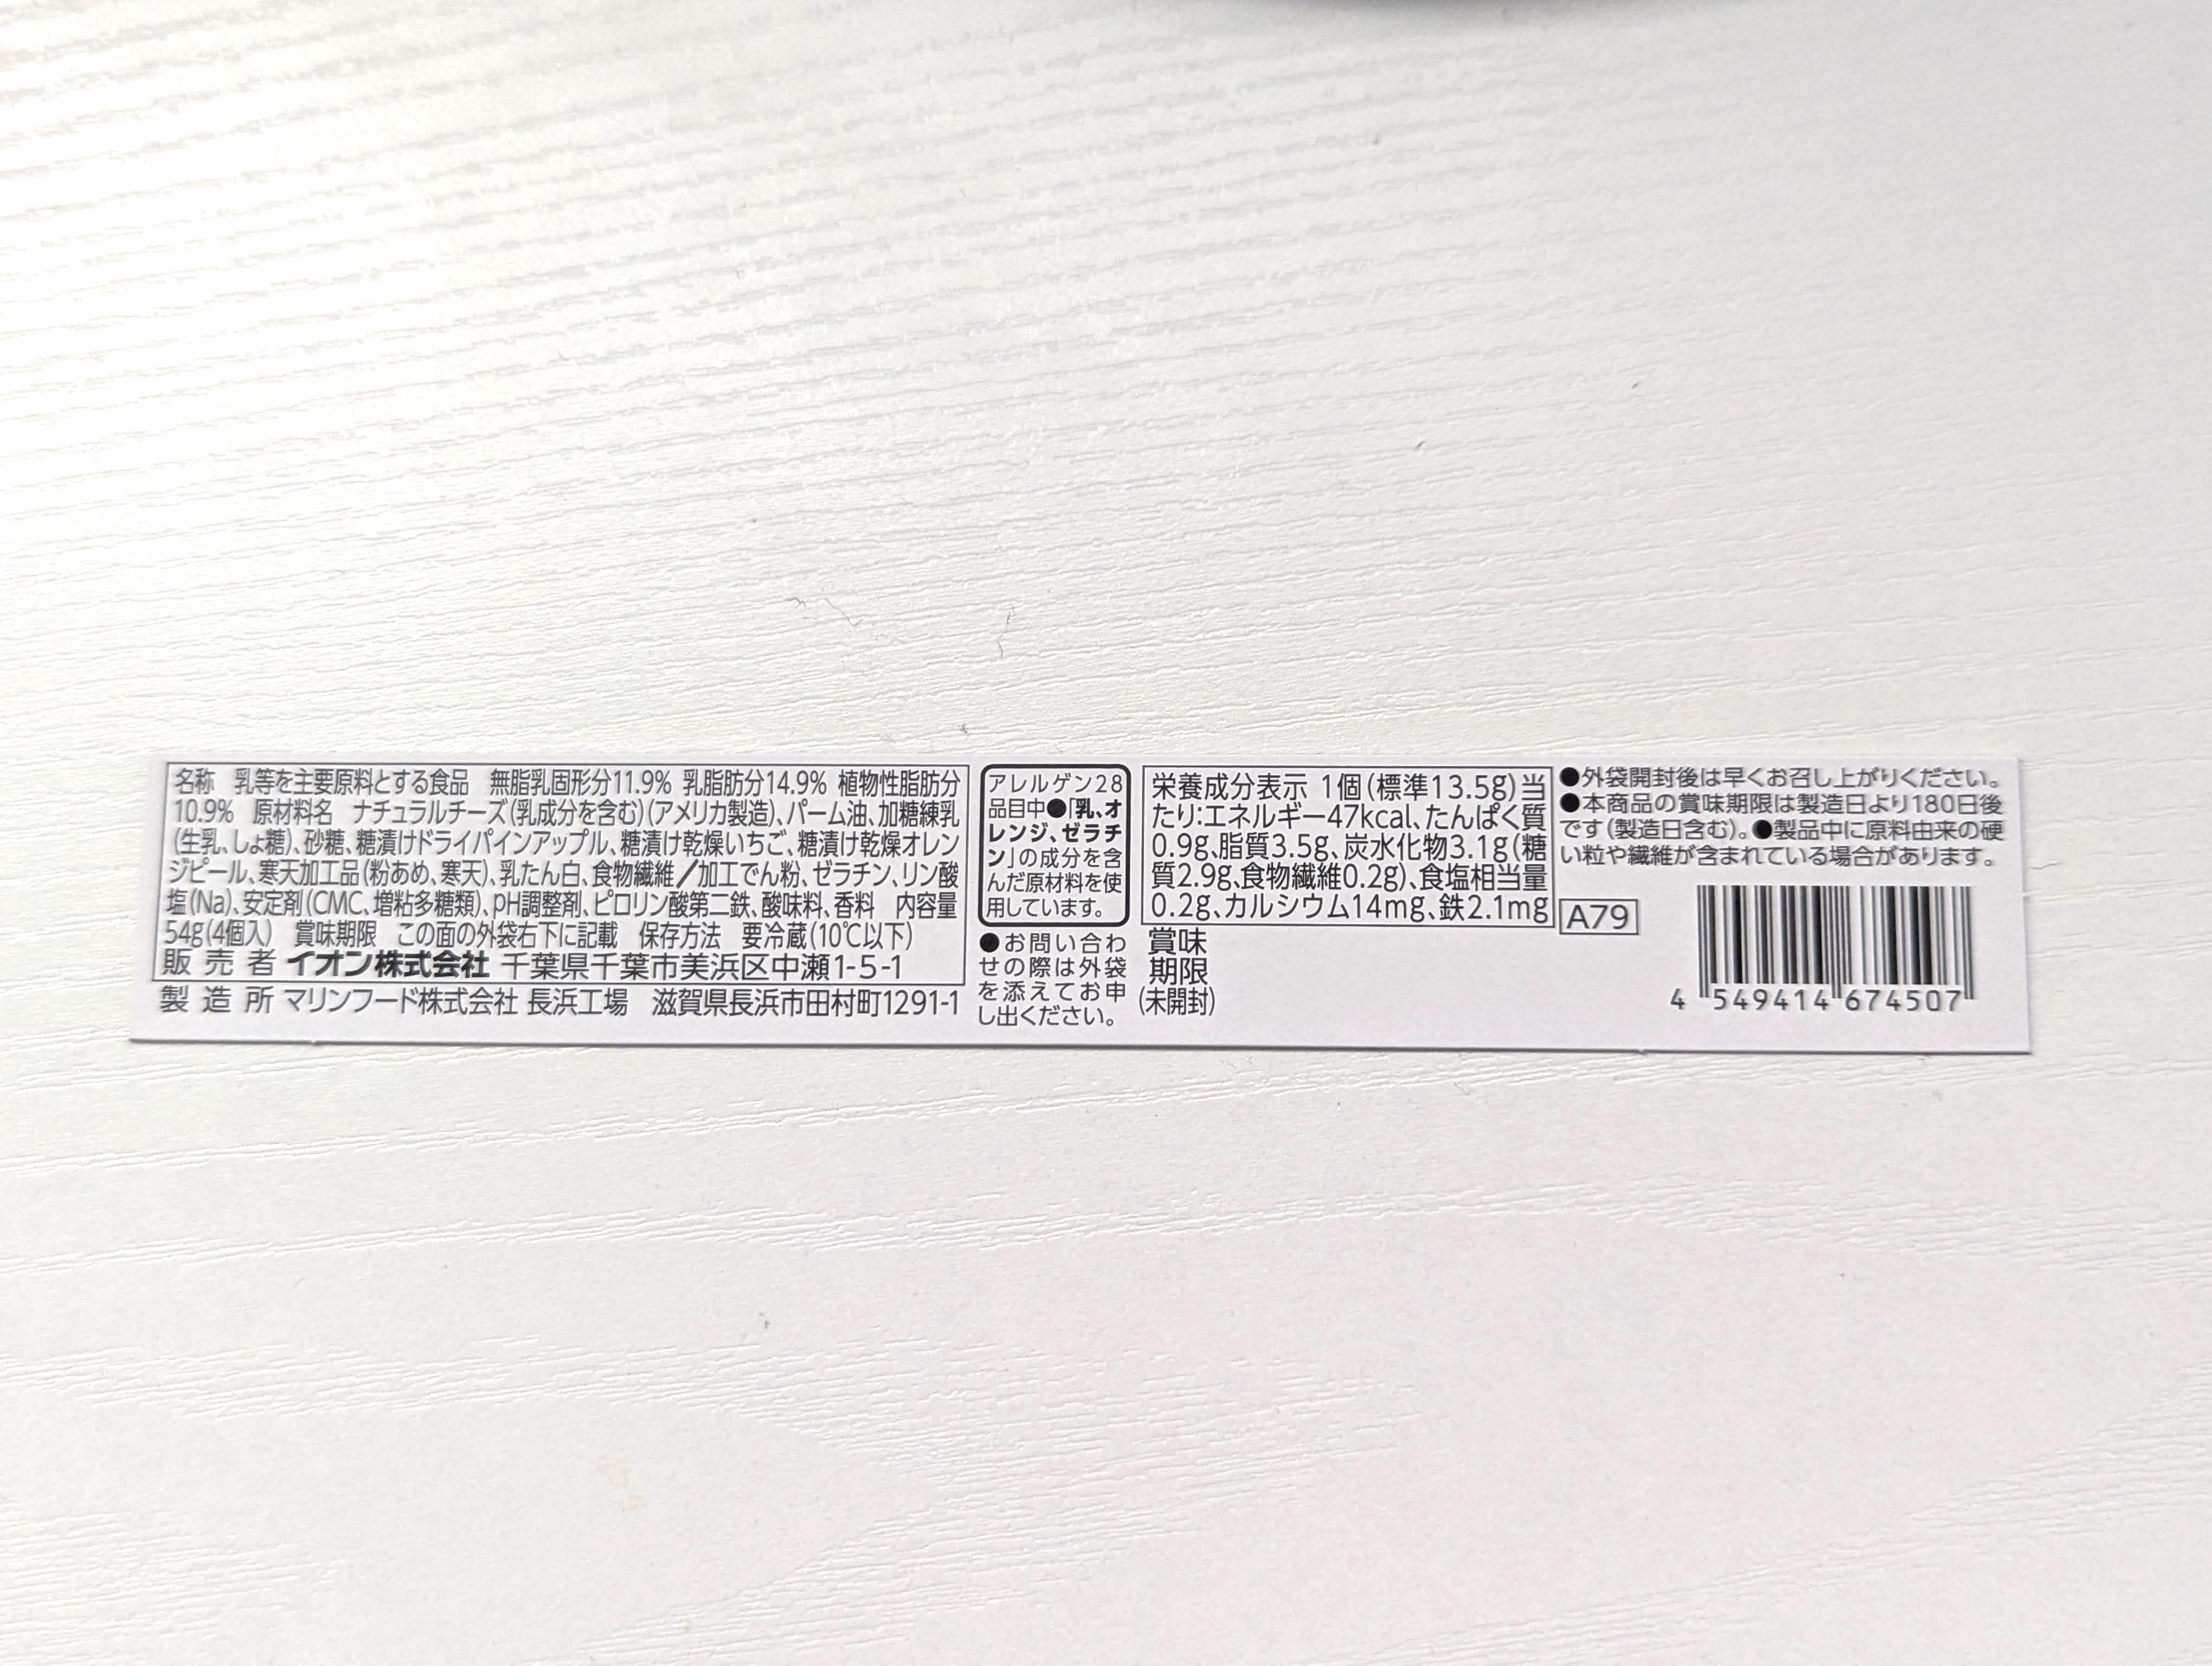 名称　乳等を主要原料とする食品　無脂乳固形分11.9% 乳脂肪分14.9% 植物性脂肪分
10.9%　原材料名　ナチュラルチーズ(乳成分を含む)(アメリカ製造)、パーム油、加糖練乳
(生乳、しょ糖)、砂糖、糖漬けドライパインアップル、糖漬け乾燥いちご、糖漬け乾燥オレン
ジピール、寒天加工品(粉あめ、寒天)、乳たん白、食物繊維／加工でん粉、ゼラチン、リン酸
塩(Na)、安定剤(CMC、増粘多糖類)、pH調整剤、ピロリン酸第二鉄、酸味料、香料　内容量
54g(4個入)　賞味期限　この面の外袋右下に記載　保存方法　要冷蔵(10℃以下)
販売者 イオン株式会社 千葉県千葉市美浜区中瀬1-5-1
製造所 マリンフード株式会社 長浜工場　滋賀県長浜市田村町1291-1
アレルゲン28
品目中●「乳、オ
レンジ、ゼラチ
ン」の成分を含
んだ原材料を使
用しています。
●お問い合わ
せの際は外袋
を添えてお申
し出ください。
栄養成分表示 1個(標準13.5g)当
たり:エネルギー47kcal、たんぱく質
0.9g、脂質3.5g、炭水化物3.1g(糖
質2.9g、食物繊維0.2g)、食塩相当量
0.2g、カルシウム14mg、鉄2.1mg
賞味
期限
(未開封)
●外袋開封後は早くお召し上がりください。
●本商品の賞味期限は製造日より180日後
です(製造日含む)。●製品中に原料由来の硬
い粒や繊維が含まれている場合があります。
A79
4 549414 674507